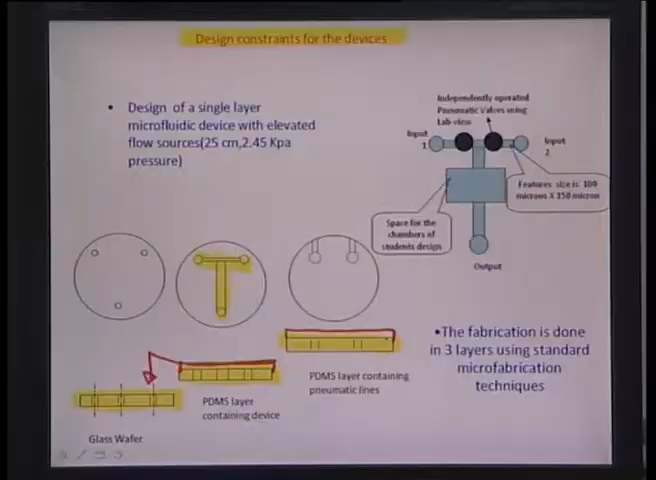 Design constraints for the devices
• Design of a single layer
microfluidic device with elevated
flow sources(25 cm,2.45 Kpa
pressure)
Independently operated
Pneumatic Valves using
Lab-view
Input
1
Input
2
Features size is 100
microns X 150 micron
Space for the
chambers of
students design
Output
•The fabrication is done
in 3 layers using standard
microfabrication
techniques
PDMS layer containing
pneumatic lines
PDMS layer
containing device
Glass Wafer